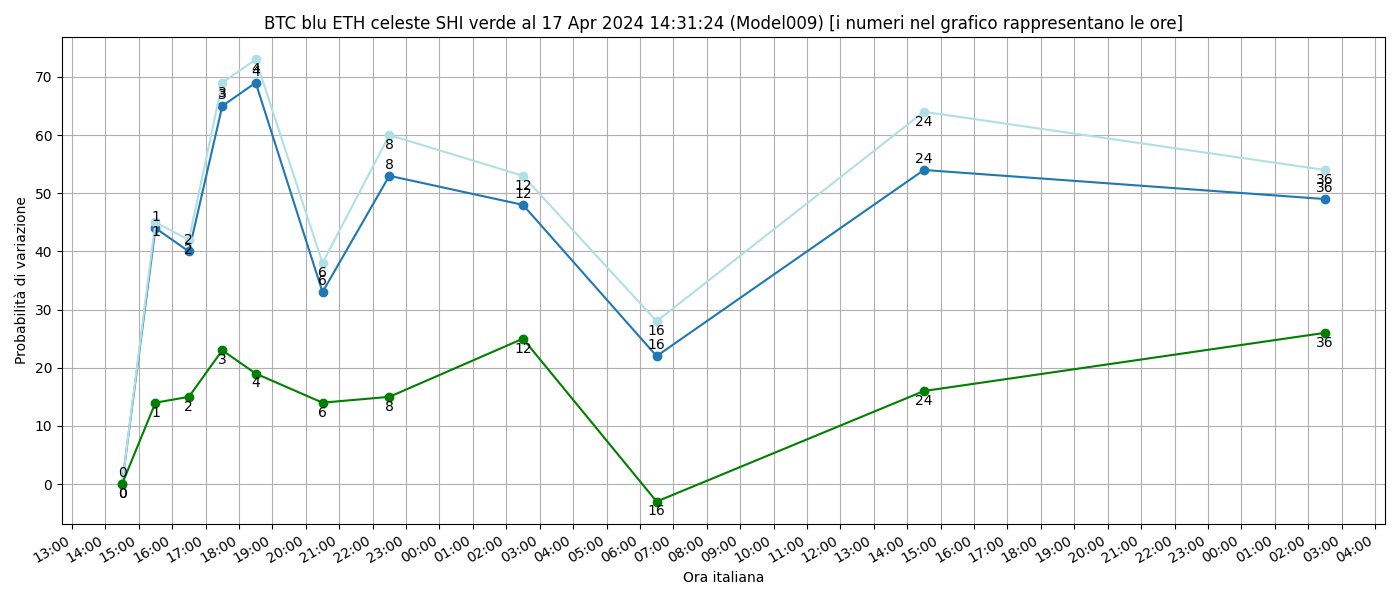 BTC blu ETH celeste SHI verde al 17 Apr 2024 14:31:24 (Model009) [i numeri nel grafico rappresentano le ore]
Probabilità di variazione
70
60
50
40
30
20
10
0
0 1 2 3 4 6 8 12 16 24 36
0 1 2 3 4 6 8 12 16 24 36
0 1 2 3 4 6 8 12 16 24 36
13:00 14:00 15:00 16:00 17:00 18:00 19:00 20:00 21:00 22:00 23:00 00:00 01:00 02:00 03:00 04:00 05:00 06:00 07:00 08:00 09:00 10:00 11:00 12:00 13:00 14:00 15:00 16:00 17:00 18:00 19:00 20:00 21:00 22:00 23:00 00:00 01:00 02:00 03:00 04:00
Ora italiana